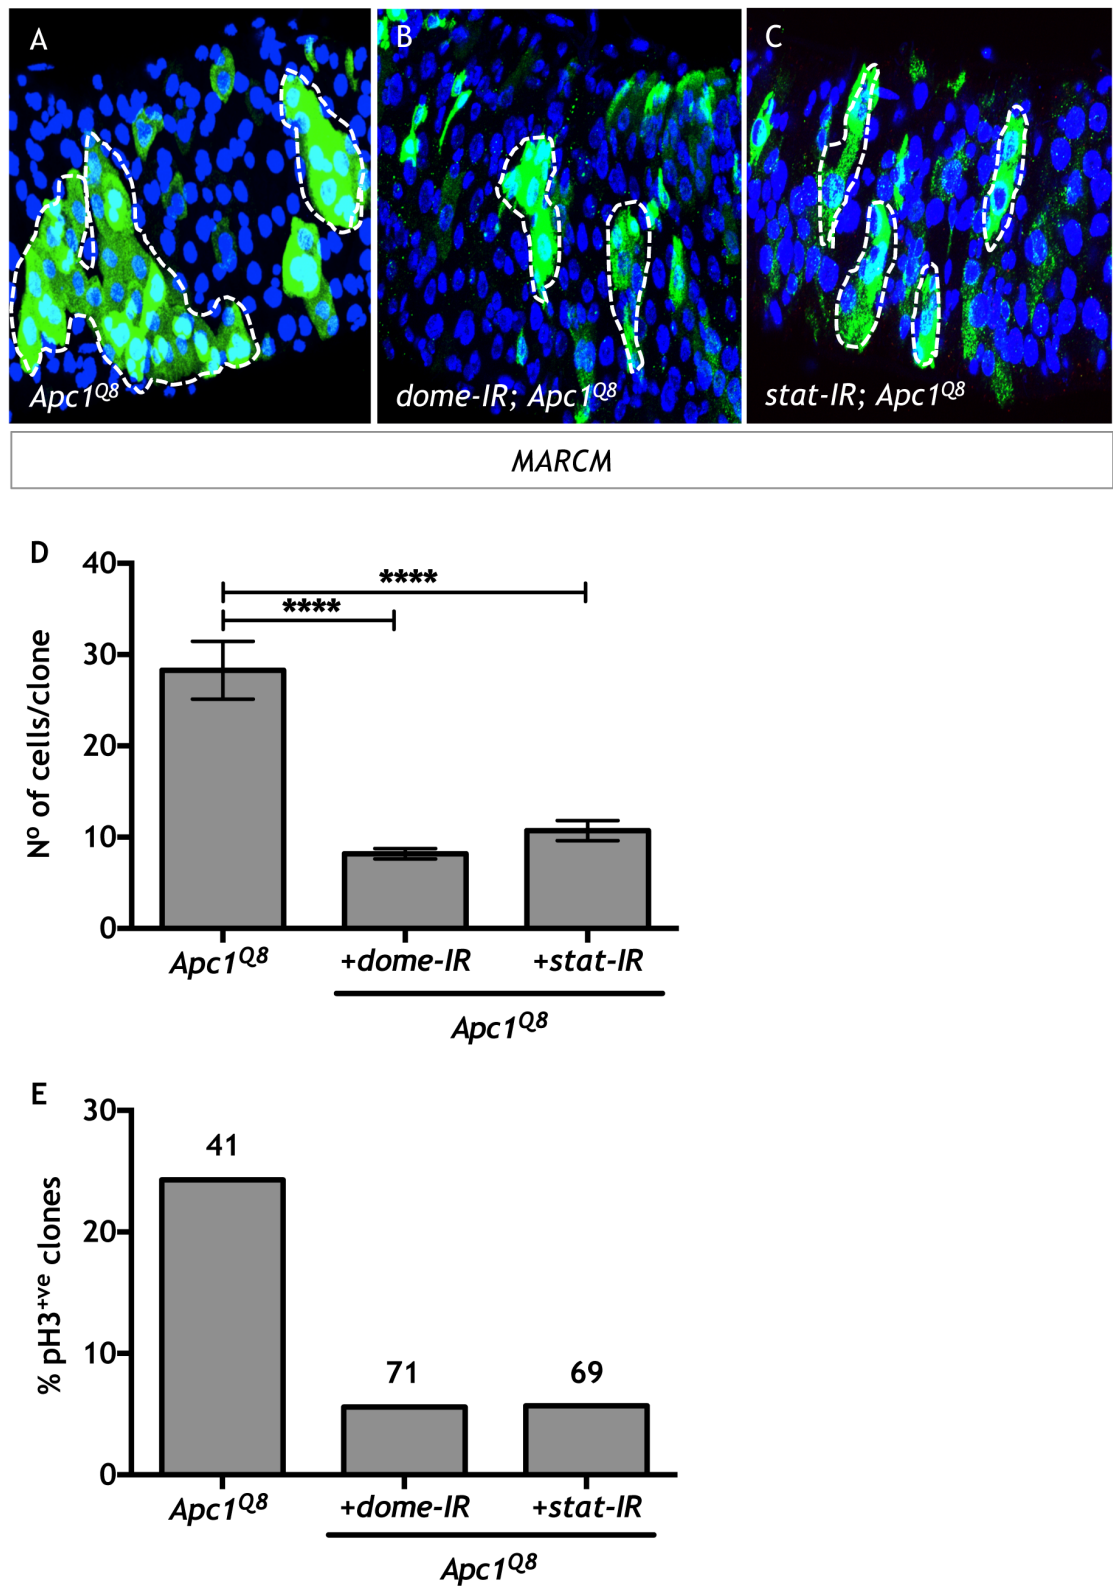 A
B
C
Apc1Q8
dome-IR; Apc1Q8
stat-IR; Apc1Q8
MARCM
D
Nº of cells/clone
40
30
20
10
0
****
****
Apc1Q8
+dome-IR
+stat-IR
Apc1Q8
E
% pH3+ve clones
30
20
10
0
41
71
69
Apc1Q8
+dome-IR
+stat-IR
Apc1Q8